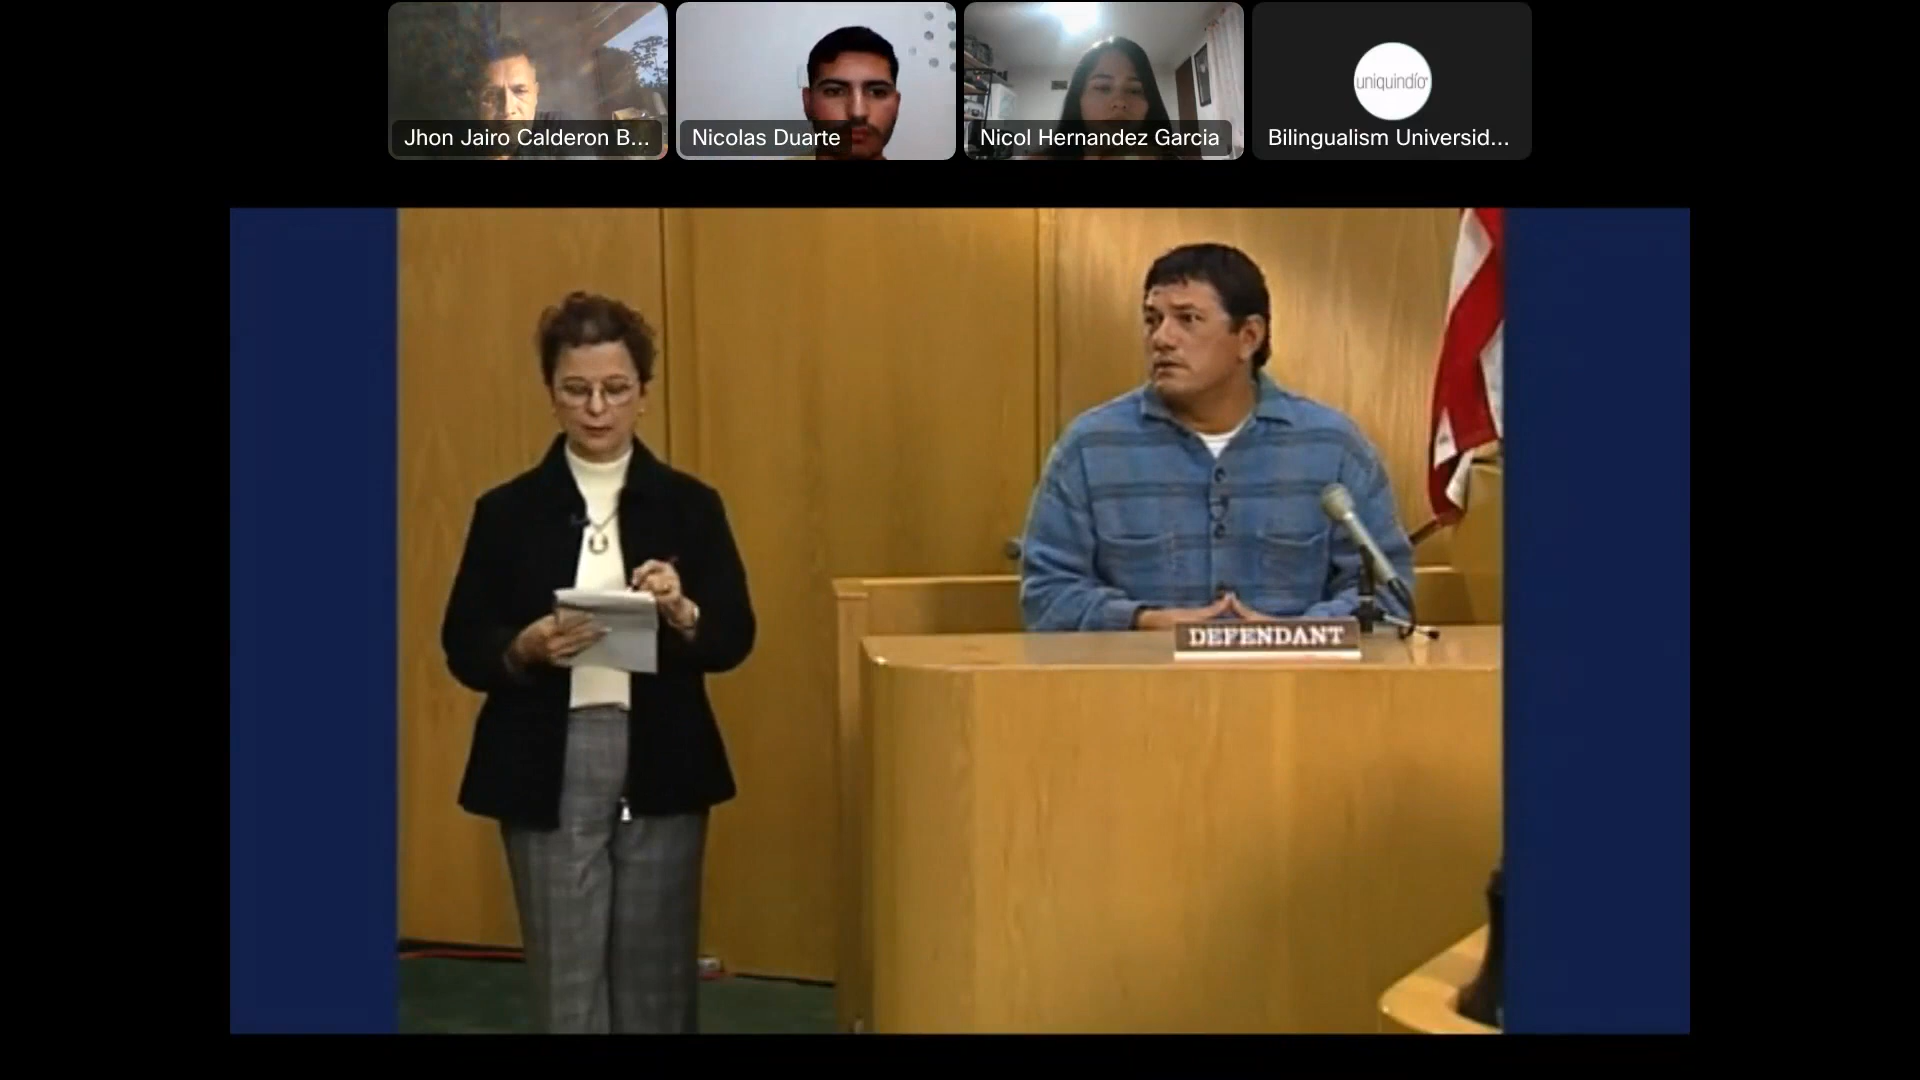 Jhon Jairo Calderon B...
Nicolas Duarte
Nicol Hernandez Garcia
uniquindío
Bilingualism Universid...
DEFENDANT